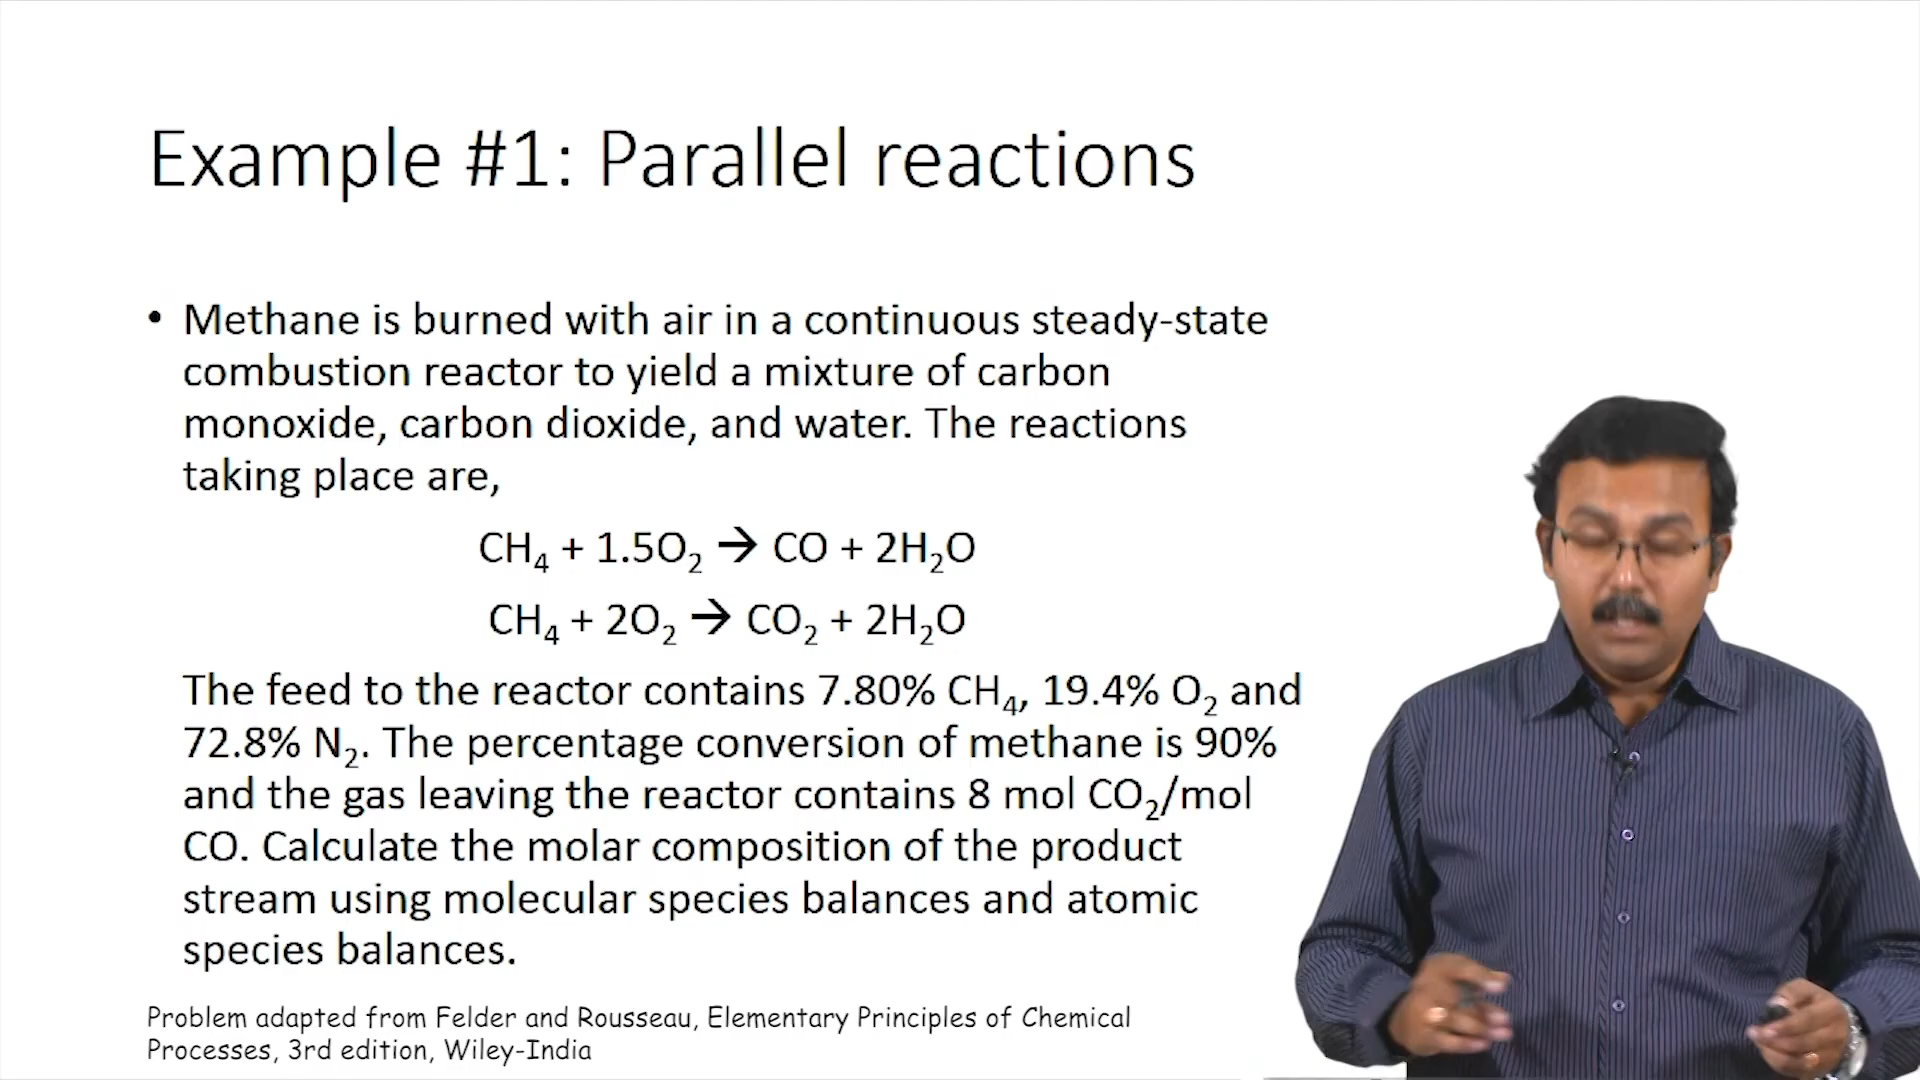 Example #1: Parallel reactions
• Methane is burned with air in a continuous steady-state
combustion reactor to yield a mixture of carbon
monoxide, carbon dioxide, and water. The reactions
taking place are,
CH₄ + 1.5O₂ → CO + 2H₂O
CH₄ + 2O₂ → CO₂ + 2H₂O
The feed to the reactor contains 7.80% CH₄, 19.4% O₂ and
72.8% N₂. The percentage conversion of methane is 90%
and the gas leaving the reactor contains 8 mol CO₂/mol
CO. Calculate the molar composition of the product
stream using molecular species balances and atomic
species balances.
Problem adapted from Felder and Rousseau, Elementary Principles of Chemical
Processes, 3rd edition, Wiley-India